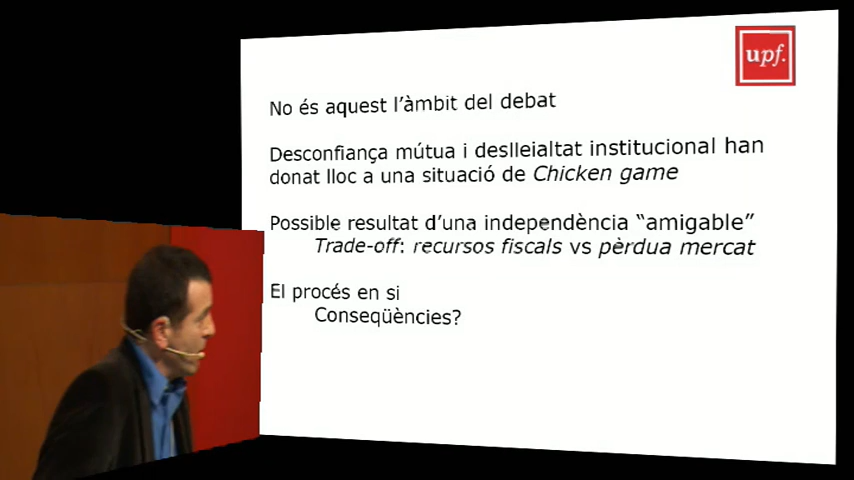 upf.
No és aquest l'àmbit del debat
Desconfiança mútua i deslleialtat institucional han
donat lloc a una situació de Chicken game
Possible resultat d'una independència “amigable”
Trade-off: recursos fiscals vs pèrdua mercat
El procés en si
Conseqüències?